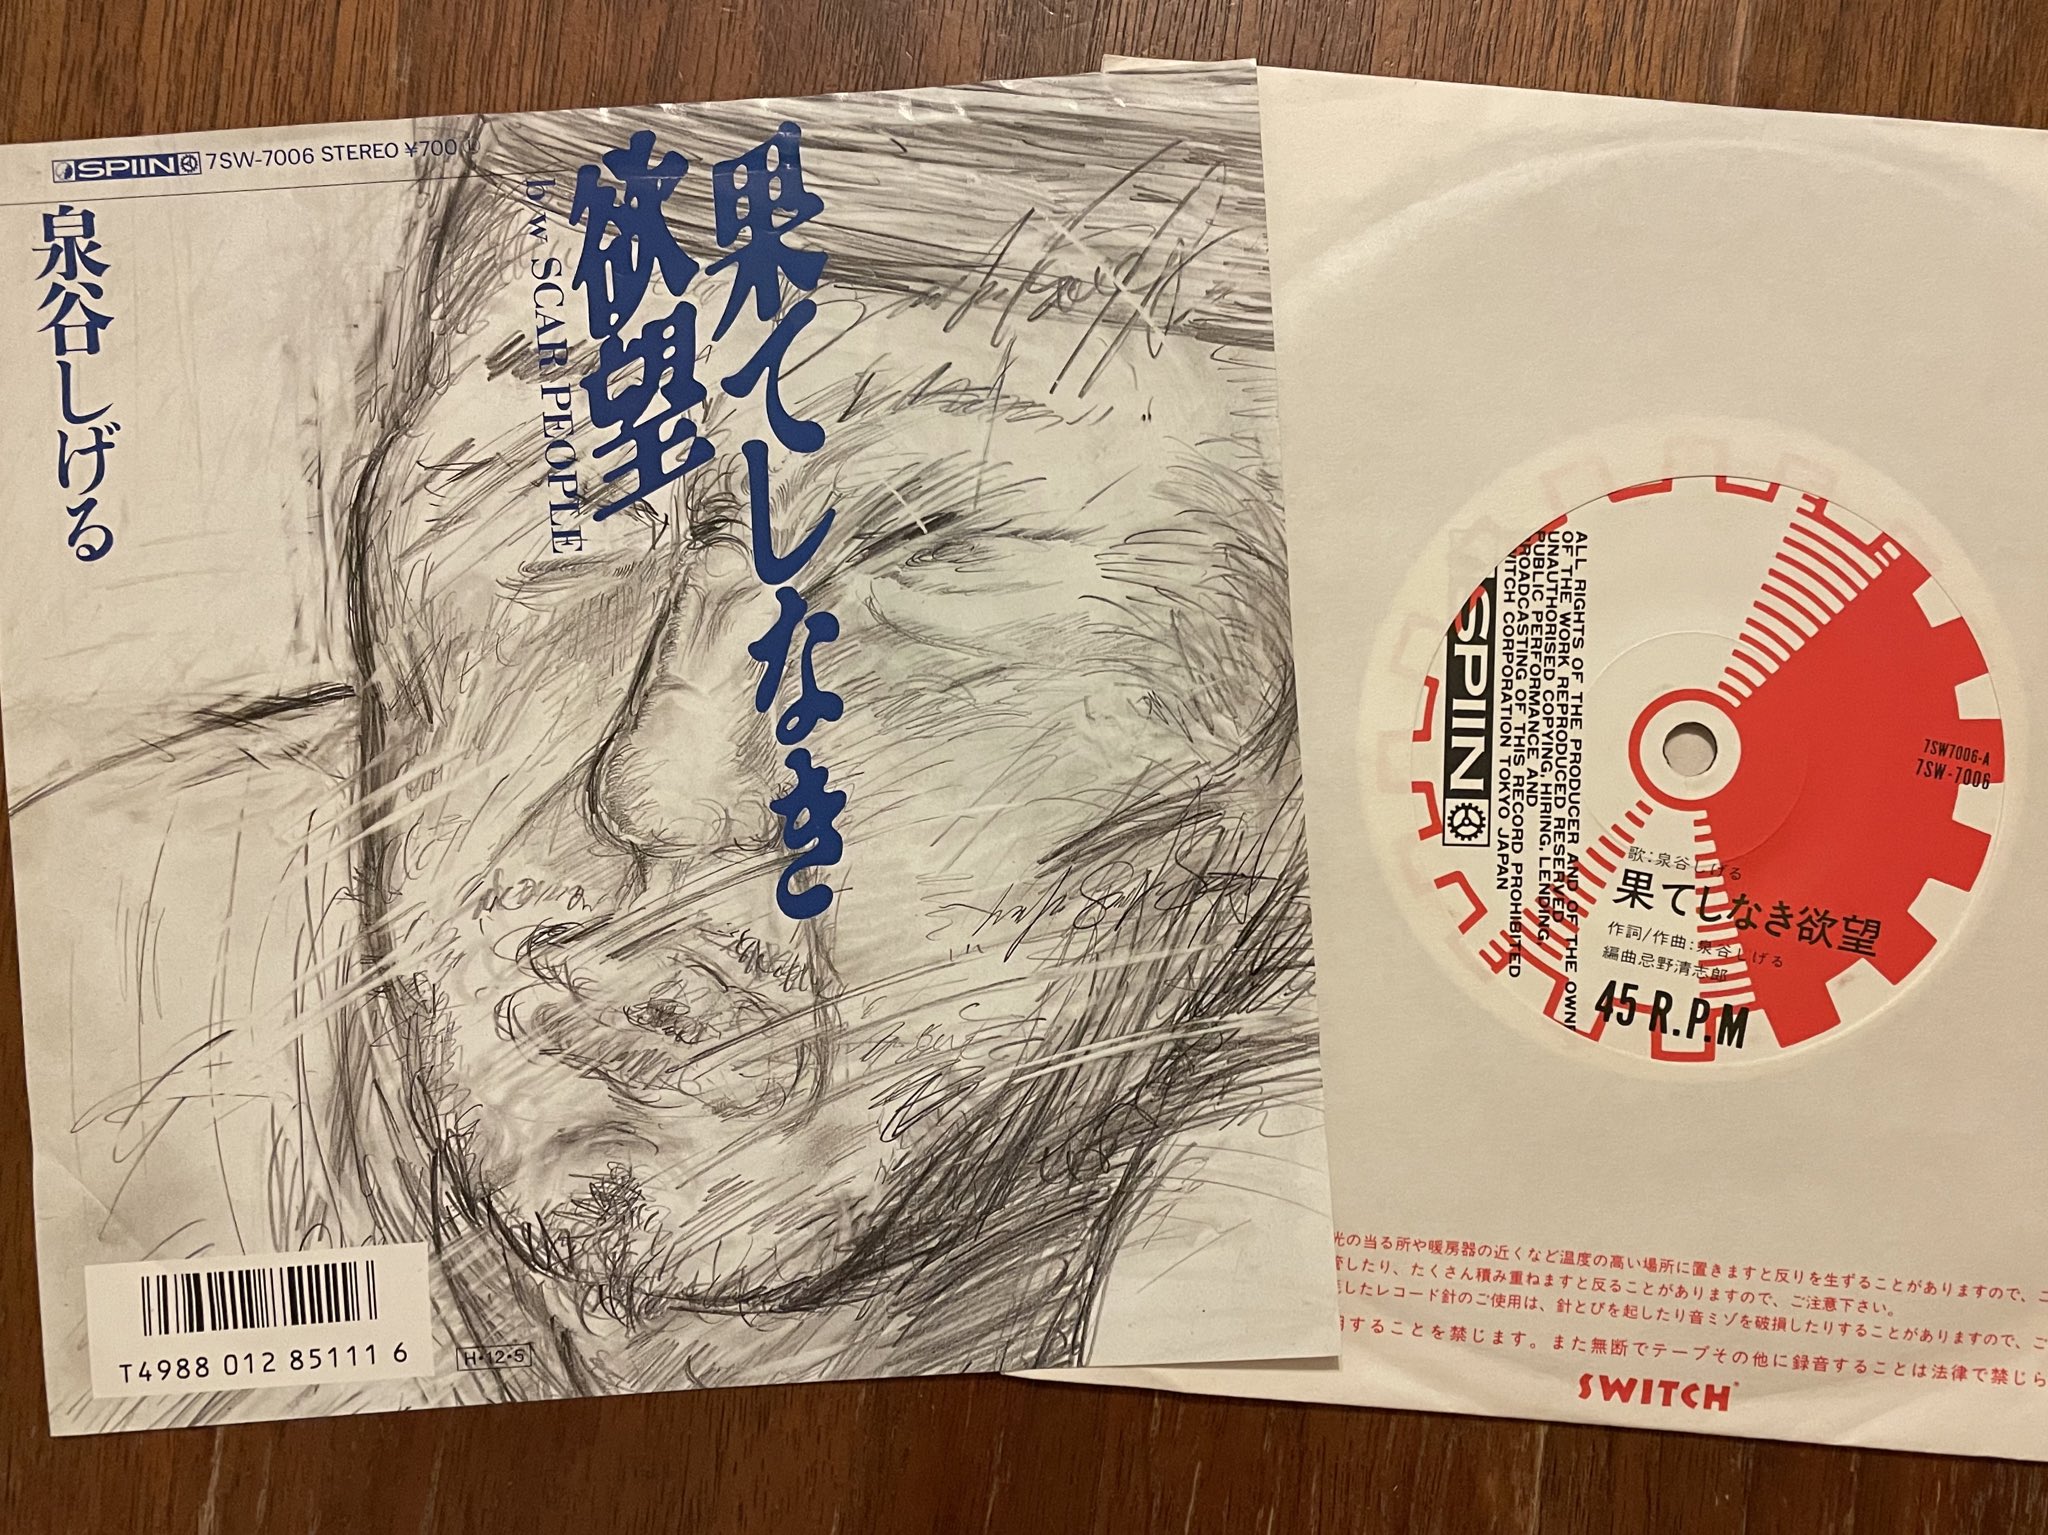 SPIIN 7SW-7006 STEREO ¥700
泉谷しげる
果てしなき
欲望
b/w SCAR PEOPLE
T4988 012 85111 6
H・12・5
ALL RIGHTS OF THE PRODUCER AND OF THE OWN
OF THE WORK REPRODUCED RESERVED
UNAUTHORISED COPYING, HIRING, LENDING,
PUBLIC PERFORMANCE AND
ROADCASTING OF THIS RECORD PROHIBITED
ITCH CORPORATION TOKYO JAPAN
SPIIN
7SW7006-A
7SW-7006
歌:泉谷しげる
果てしなき欲望
作詞/作曲:泉谷しげる
編曲忌野清志郎
45 R.P.M
光の当る所や暖房器の近くなど温度の高い場所に置きますと反りを生ずることがありますので、こ
したり、たくさん積み重ねますと反ることがありますので、ご注意下さい。
したレコード針のご使用は、針とびを起したり音ミゾを破損したりすることがありますので、ご
することを禁じます。また無断でテープその他に録音することは法律で禁じら
SWITCH